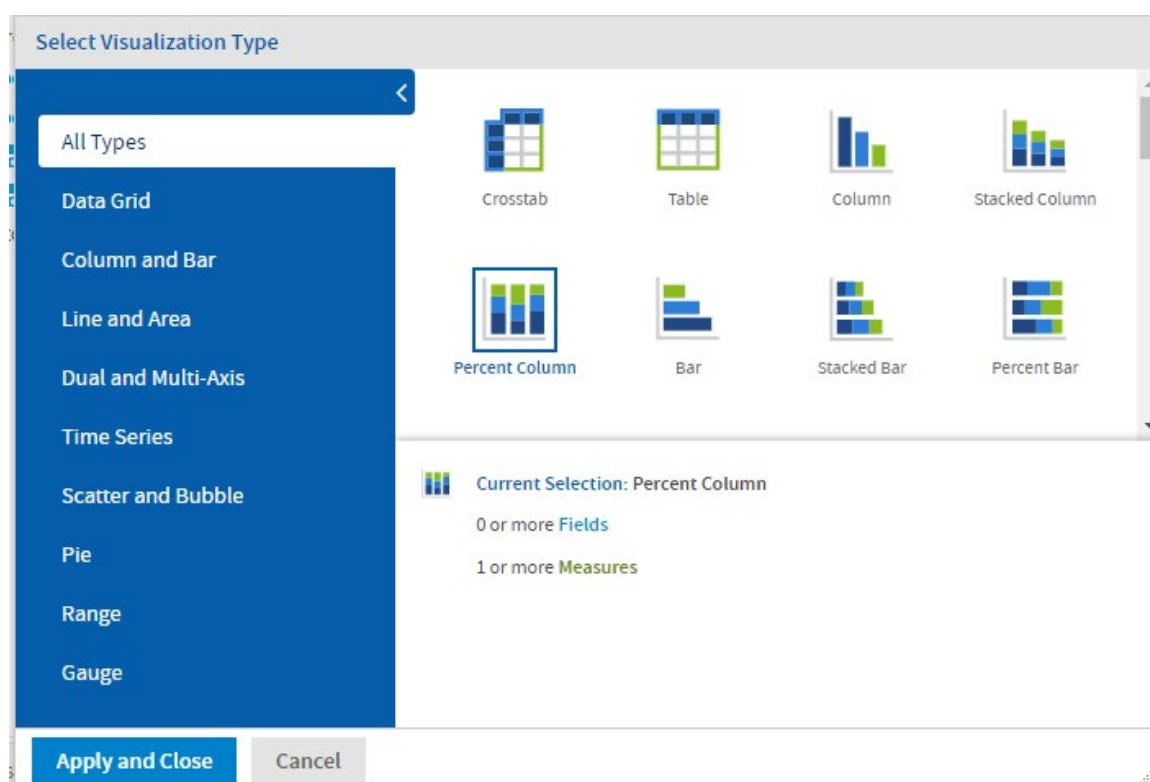 Select Visualization Type
All Types
Data Grid
Column and Bar
Line and Area
Dual and Multi-Axis
Time Series
Scatter and Bubble
Pie
Range
Gauge
Crosstab Table Column Stacked Column
Percent Column Bar Stacked Bar Percent Bar
Current Selection: Percent Column
0 or more Fields
1 or more Measures
Apply and Close Cancel